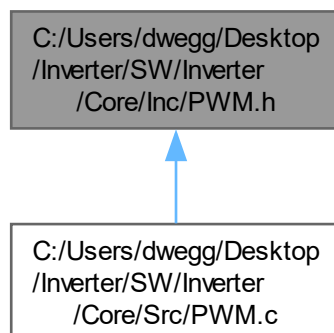 C:/Users/dwegg/Desktop
/Inverter/SW/Inverter
/Core/Inc/PWM.h
C:/Users/dwegg/Desktop
/Inverter/SW/Inverter
/Core/Src/PWM.c